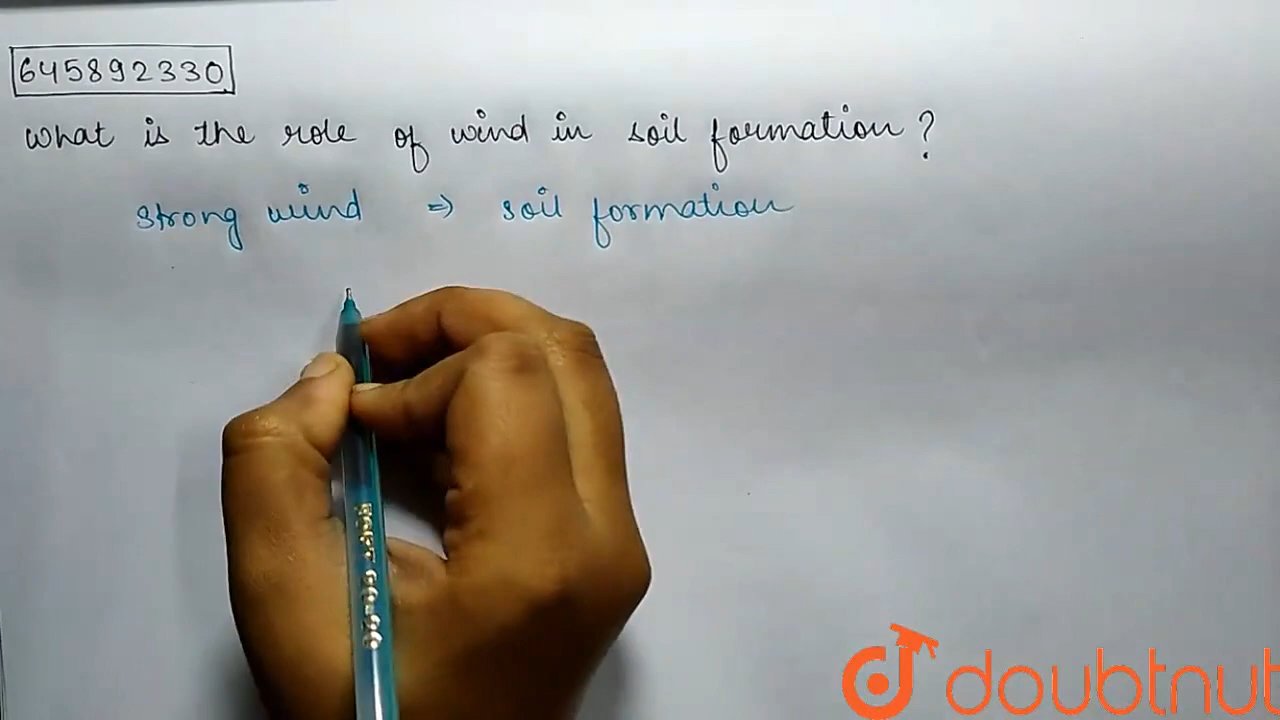 645892330
What is the role of wind in soil formation?
Strong wind ⇒ soil formation
doubtnut